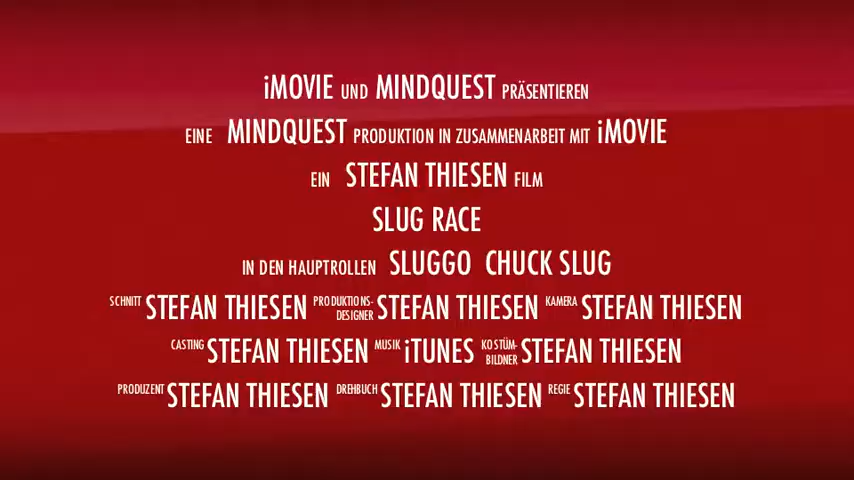 iMOVIE UND MINDQUEST PRÄSENTIEREN
EINE MINDQUEST PRODUKTION IN ZUSAMMENARBEIT MIT iMOVIE
EIN STEFAN THIESEN FILM
SLUG RACE
IN DEN HAUPTROLLEN SLUGGO CHUCK SLUG
SCHNITT STEFAN THIESEN PRODUKTIONS-DESIGNER STEFAN THIESEN KAMERA STEFAN THIESEN
CASTING STEFAN THIESEN MUSIK iTUNES KOSTÜM-BILDNER STEFAN THIESEN
PRODUZENT STEFAN THIESEN DREHBUCH STEFAN THIESEN REGIE STEFAN THIESEN